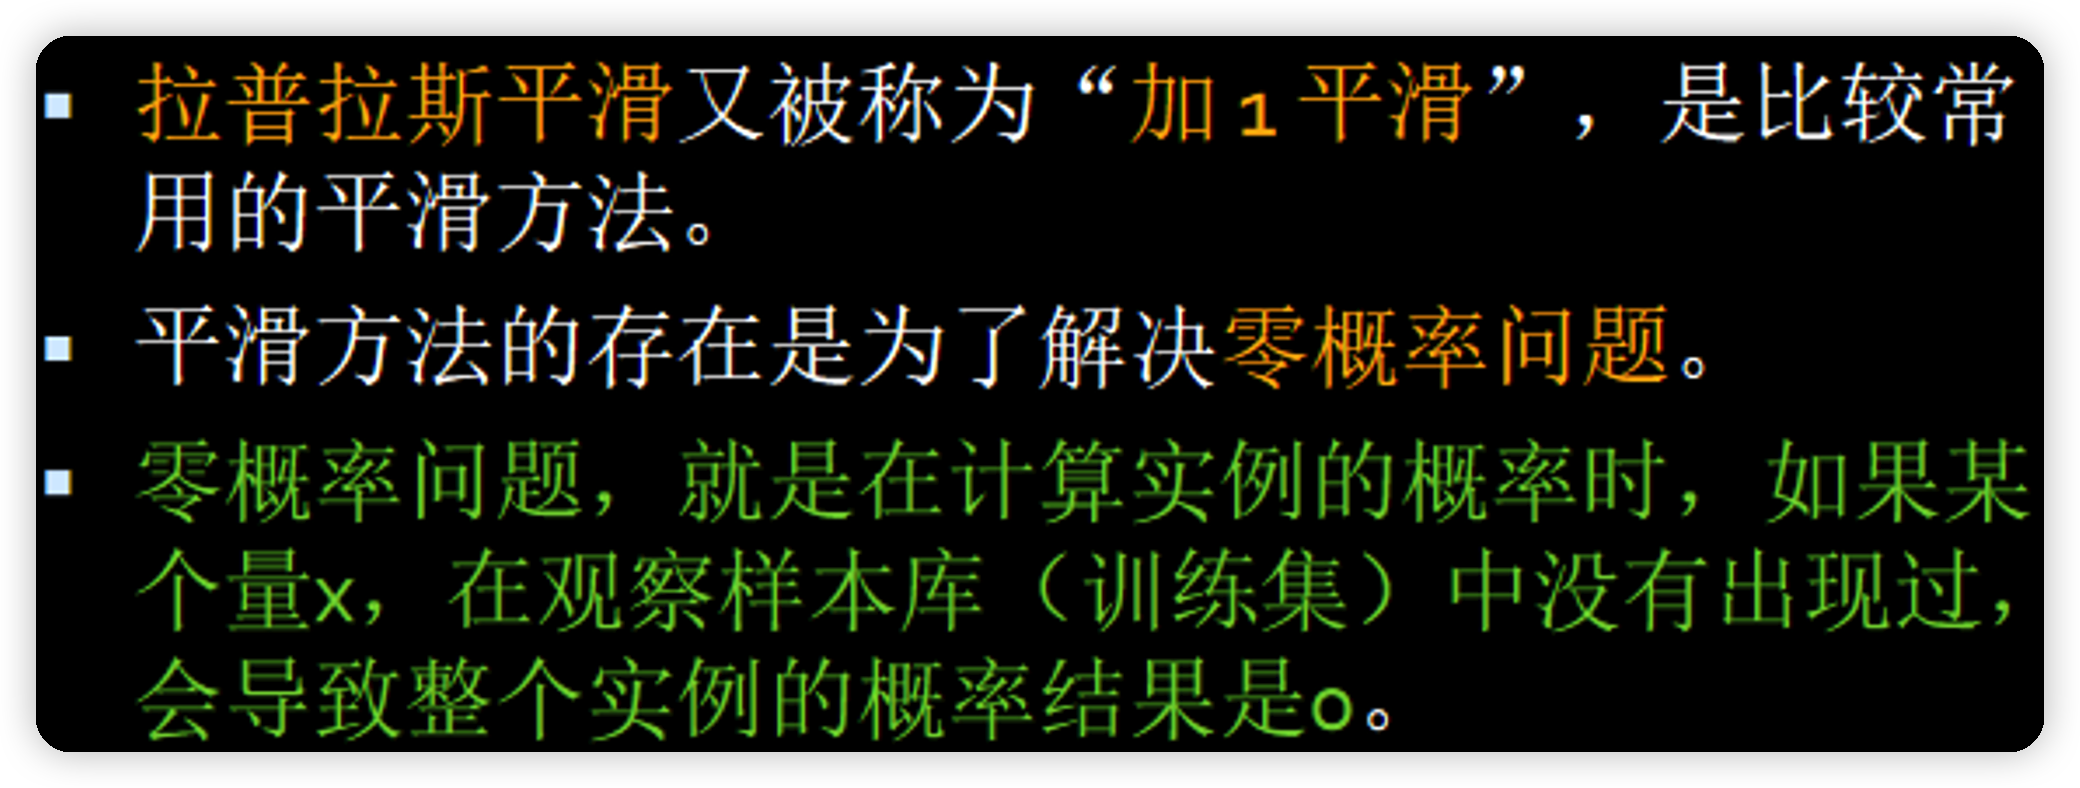 ▪ 拉普拉斯平滑又被称为“加1平滑”，是比较常
用的平滑方法。
▪ 平滑方法的存在是为了解决零概率问题。
▪ 零概率问题，就是在计算实例的概率时，如果某
个量x，在观察样本库（训练集）中没有出现过，
会导致整个实例的概率结果是0。